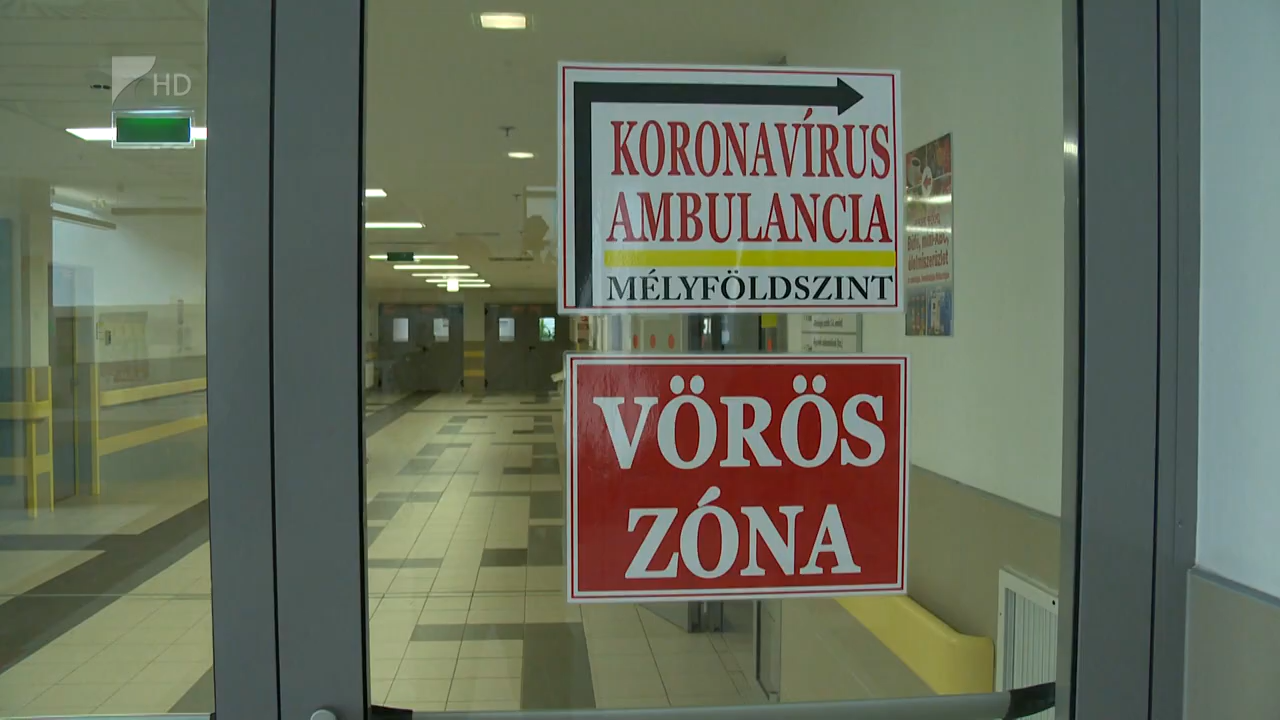 HD
KORONAVÍRUS
AMBULANCIA
MÉLYFÖLDSZINT
VÖRÖS
ZÓNA